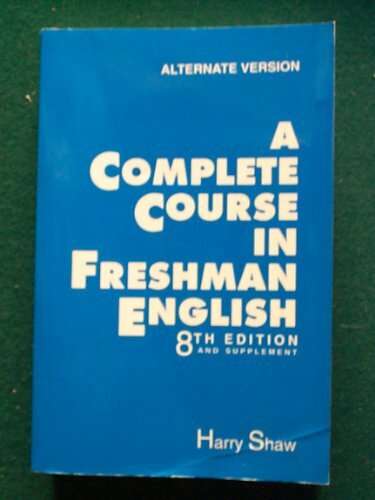 ALTERNATE VERSION
A
COMPLETE
COURSE
IN
FRESHMAN
ENGLISH
8TH EDITION
AND SUPPLEMENT
Harry Shaw